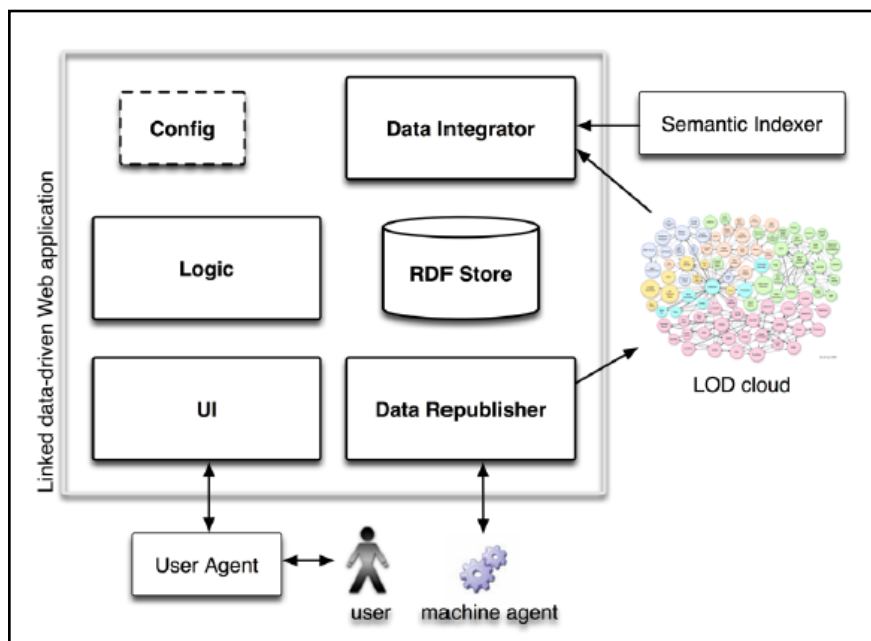 Linked data-driven Web application
Config
Data Integrator
Semantic Indexer
Logic
RDF Store
LOD cloud
UI
Data Republisher
User Agent
user
machine agent